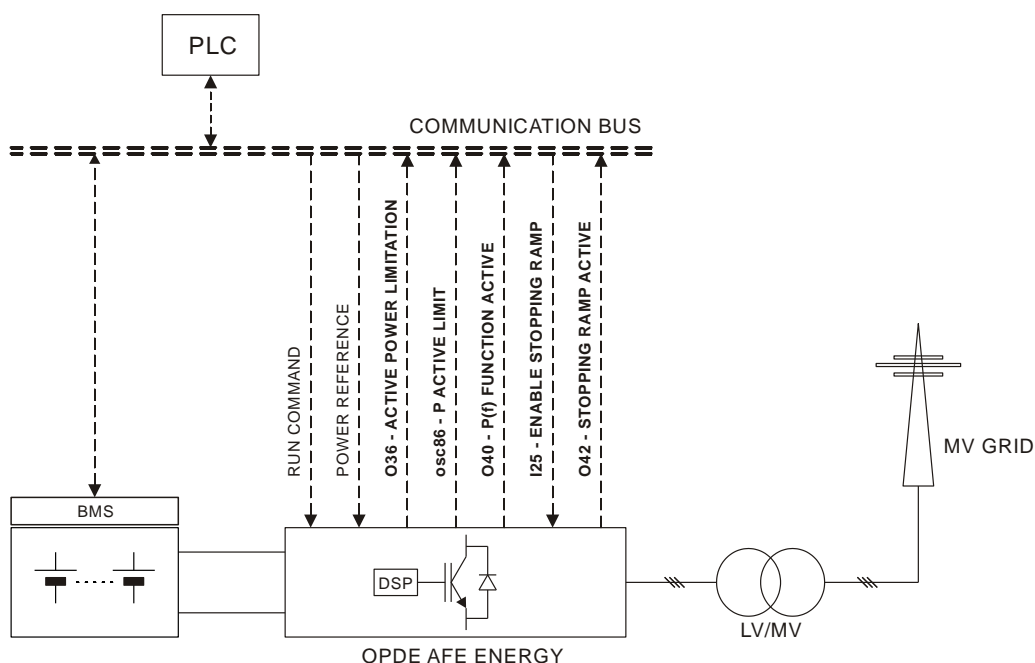 PLC
COMMUNICATION BUS
RUN COMMAND
POWER REFERENCE
O36 - ACTIVE POWER LIMITATION
osc86 - P ACTIVE LIMIT
O40 - P(f) FUNCTION ACTIVE
I25 - ENABLE STOPPING RAMP
O42 - STOPPING RAMP ACTIVE
MV GRID
BMS
DSP
LV/MV
OPDE AFE ENERGY